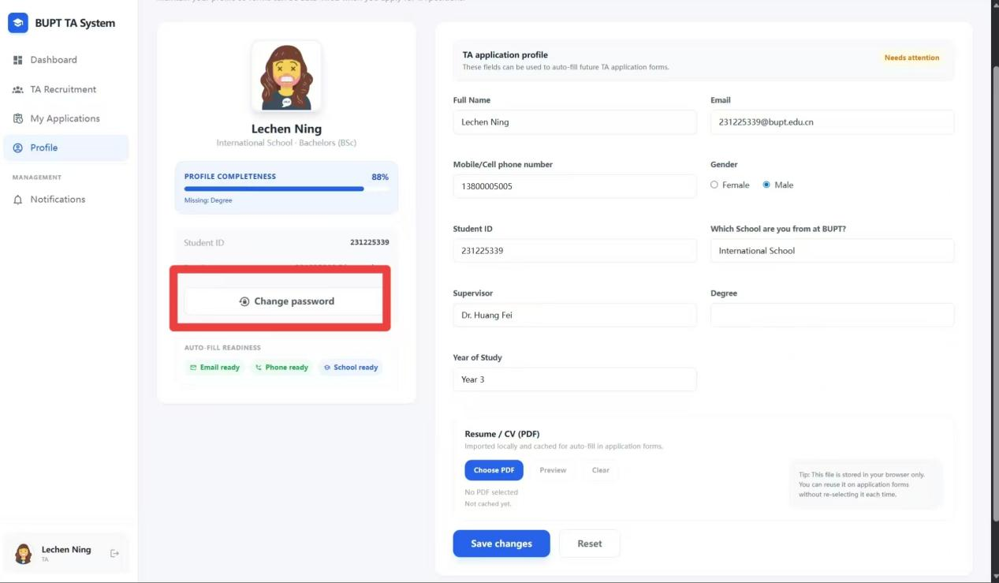 BUPT TA System
Dashboard
TA Recruitment
My Applications
Profile
MANAGEMENT
Notifications
Lechen Ning
TA
Lechen Ning
International School · Bachelors (BSc)
PROFILE COMPLETENESS 88%
Missing: Degree
Student ID 231225339
Change password
AUTO-FILL READINESS
Email ready Phone ready School ready
TA application profile
These fields can be used to auto-fill future TA application forms.
Needs attention
Full Name
Lechen Ning
Email
231225339@bupt.edu.cn
Mobile/Cell phone number
13800005005
Gender
Female Male
Student ID
231225339
Which School are you from at BUPT?
International School
Supervisor
Dr. Huang Fei
Degree
Year of Study
Year 3
Resume / CV (PDF)
Imported locally and cached for auto-fill in application forms.
Choose PDF Preview Clear
No PDF selected
Not cached yet.
Tip: This file is stored in your browser only.
You can reuse it on application forms
without re-selecting it each time.
Save changes Reset